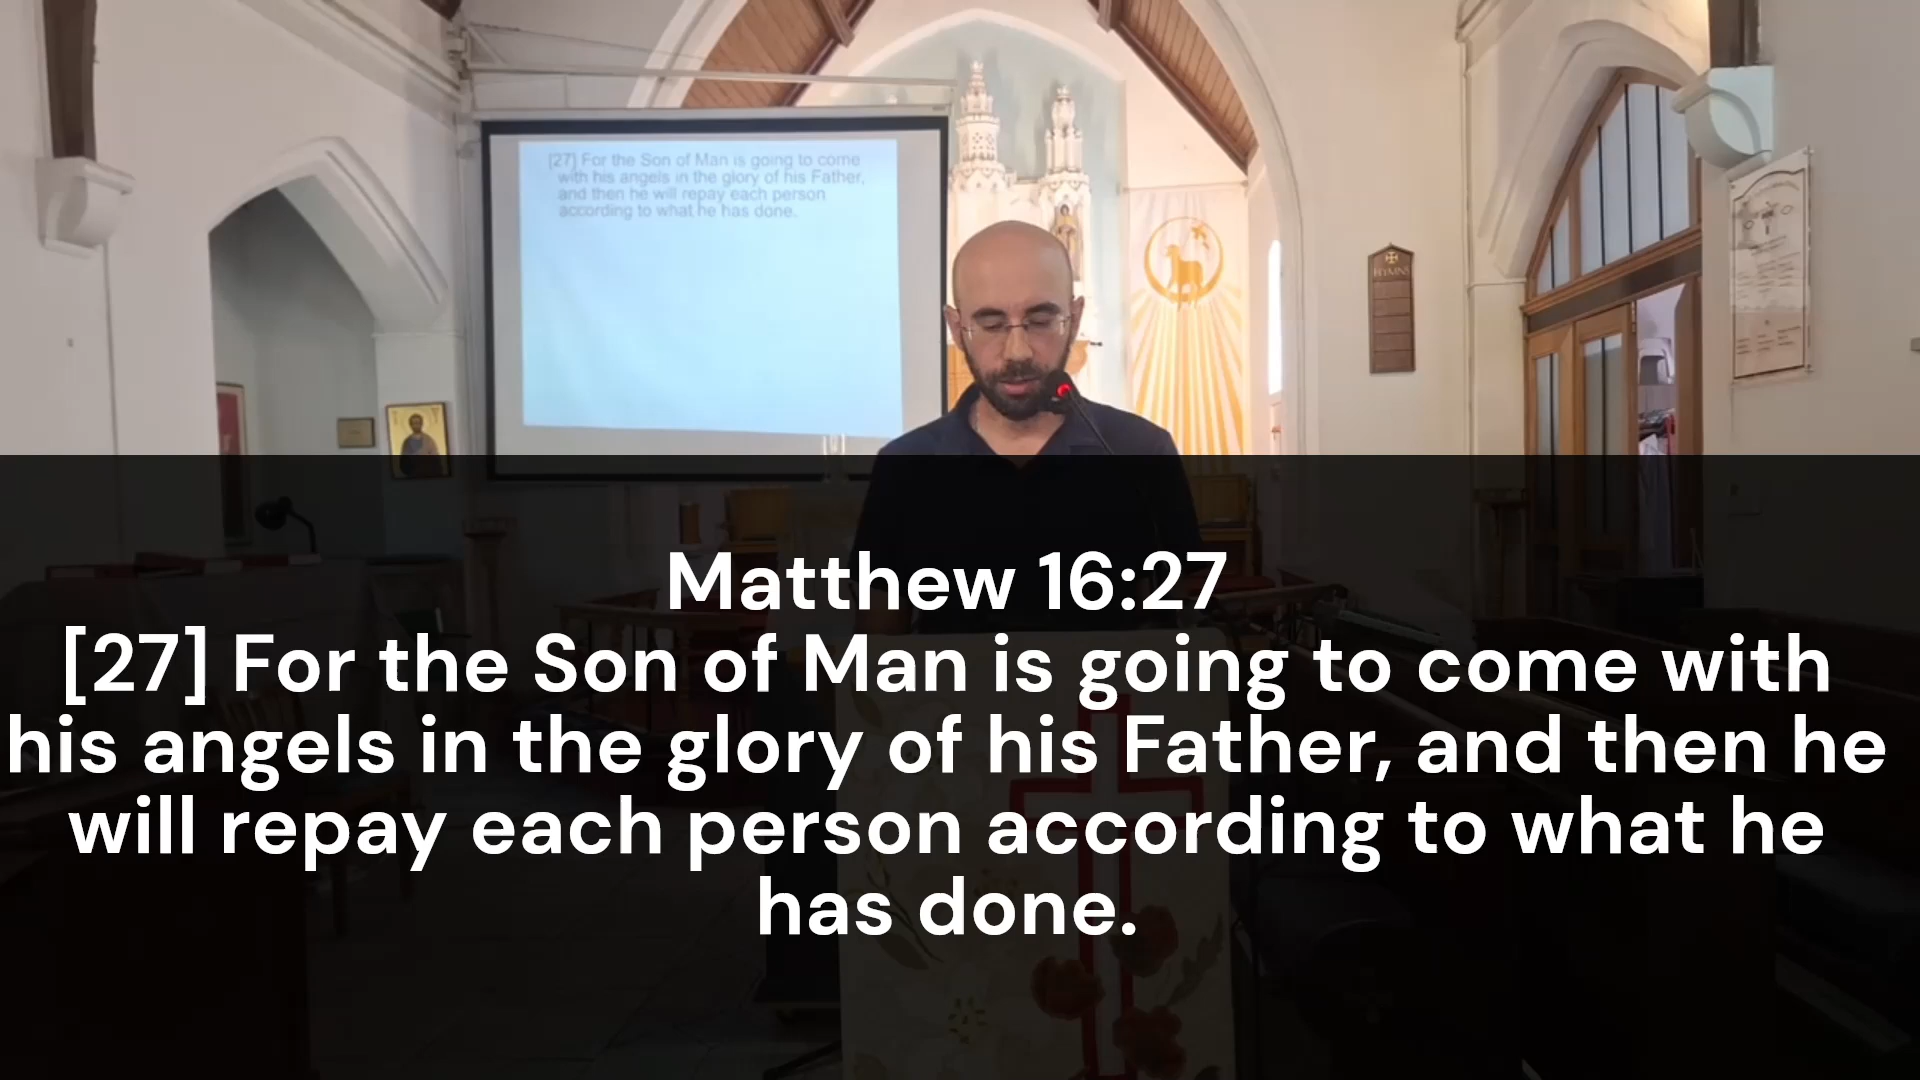 [27] For the Son of Man is going to come
with his angels in the glory of his Father,
and then he will repay each person
according to what he has done.
HYMNS
Matthew 16:27
[27] For the Son of Man is going to come with
his angels in the glory of his Father, and then he
will repay each person according to what he
has done.